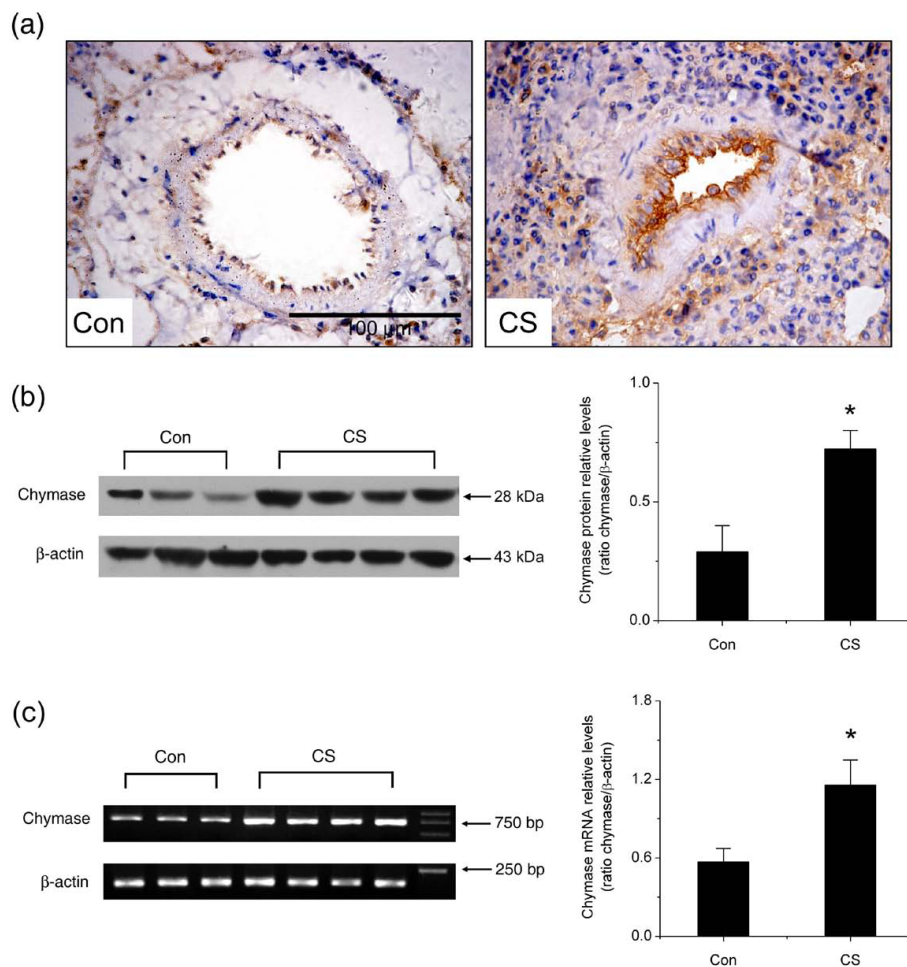 (a)
Con
100 μm
CS
(b)
Con CS
Chymase
28 kDa
β-actin
43 kDa
Chymase protein relative levels
(ratio chymase/β-actin)
1.0
0.5
0.0
*
Con CS
(c)
Con CS
Chymase
750 bp
β-actin
250 bp
Chymase mRNA relative levels
(ratio chymase/β-actin)
1.8
1.2
0.6
0.0
*
Con CS